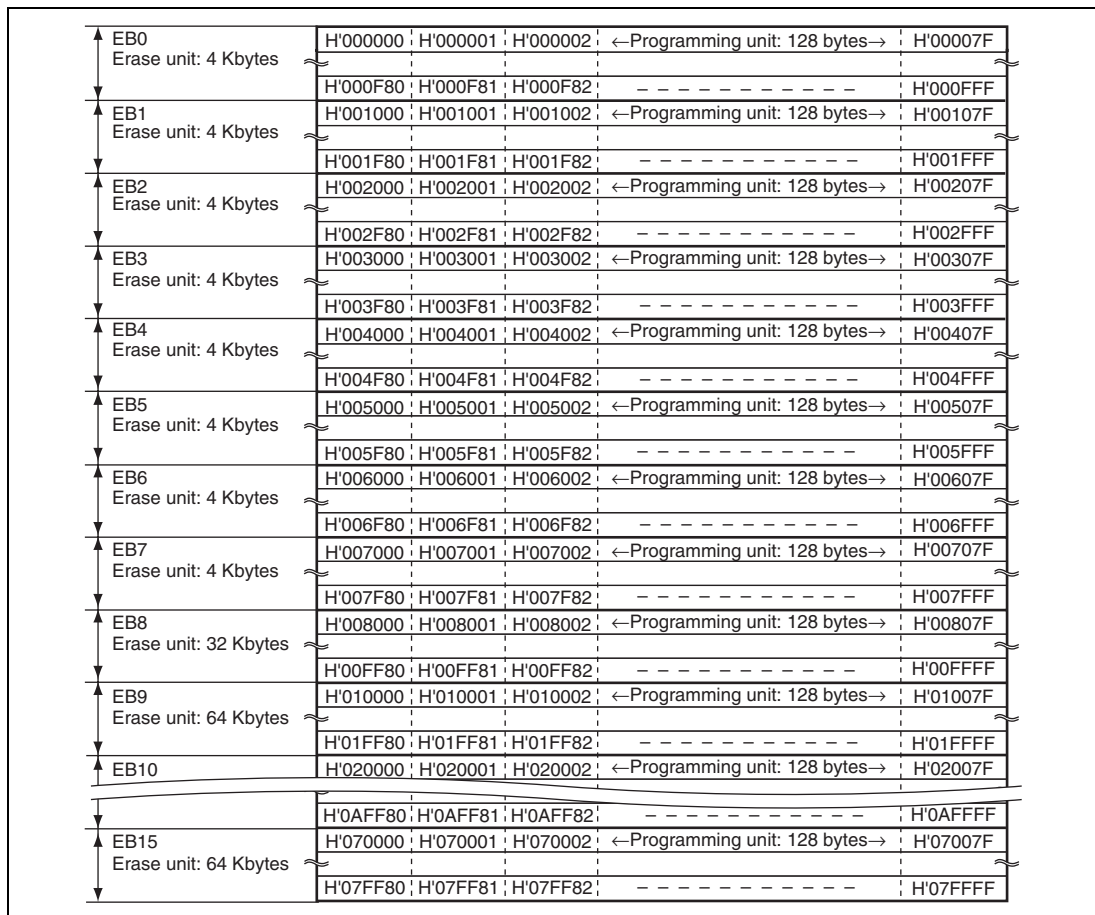 EB0 H'000000 H'000001 H'000002 ←Programming unit: 128 bytes→ H'00007F
Erase unit: 4 Kbytes
H'000F80 H'000F81 H'000F82 – – – – – – – – – – – H'000FFF
EB1 H'001000 H'001001 H'001002 ←Programming unit: 128 bytes→ H'00107F
Erase unit: 4 Kbytes
H'001F80 H'001F81 H'001F82 – – – – – – – – – – – H'001FFF
EB2 H'002000 H'002001 H'002002 ←Programming unit: 128 bytes→ H'00207F
Erase unit: 4 Kbytes
H'002F80 H'002F81 H'002F82 – – – – – – – – – – – H'002FFF
EB3 H'003000 H'003001 H'003002 ←Programming unit: 128 bytes→ H'00307F
Erase unit: 4 Kbytes
H'003F80 H'003F81 H'003F82 – – – – – – – – – – – H'003FFF
EB4 H'004000 H'004001 H'004002 ←Programming unit: 128 bytes→ H'00407F
Erase unit: 4 Kbytes
H'004F80 H'004F81 H'004F82 – – – – – – – – – – – H'004FFF
EB5 H'005000 H'005001 H'005002 ←Programming unit: 128 bytes→ H'00507F
Erase unit: 4 Kbytes
H'005F80 H'005F81 H'005F82 – – – – – – – – – – – H'005FFF
EB6 H'006000 H'006001 H'006002 ←Programming unit: 128 bytes→ H'00607F
Erase unit: 4 Kbytes
H'006F80 H'006F81 H'006F82 – – – – – – – – – – – H'006FFF
EB7 H'007000 H'007001 H'007002 ←Programming unit: 128 bytes→ H'00707F
Erase unit: 4 Kbytes
H'007F80 H'007F81 H'007F82 – – – – – – – – – – – H'007FFF
EB8 H'008000 H'008001 H'008002 ←Programming unit: 128 bytes→ H'00807F
Erase unit: 32 Kbytes
H'00FF80 H'00FF81 H'00FF82 – – – – – – – – – – – H'00FFFF
EB9 H'010000 H'010001 H'010002 ←Programming unit: 128 bytes→ H'01007F
Erase unit: 64 Kbytes
H'01FF80 H'01FF81 H'01FF82 – – – – – – – – – – – H'01FFFF
EB10 H'020000 H'020001 H'020002 ←Programming unit: 128 bytes→ H'02007F
H'0AFF80 H'0AFF81 H'0AFF82 – – – – – – – – – – – H'0AFFFF
EB15 H'070000 H'070001 H'070002 ←Programming unit: 128 bytes→ H'07007F
Erase unit: 64 Kbytes
H'07FF80 H'07FF81 H'07FF82 – – – – – – – – – – – H'07FFFF